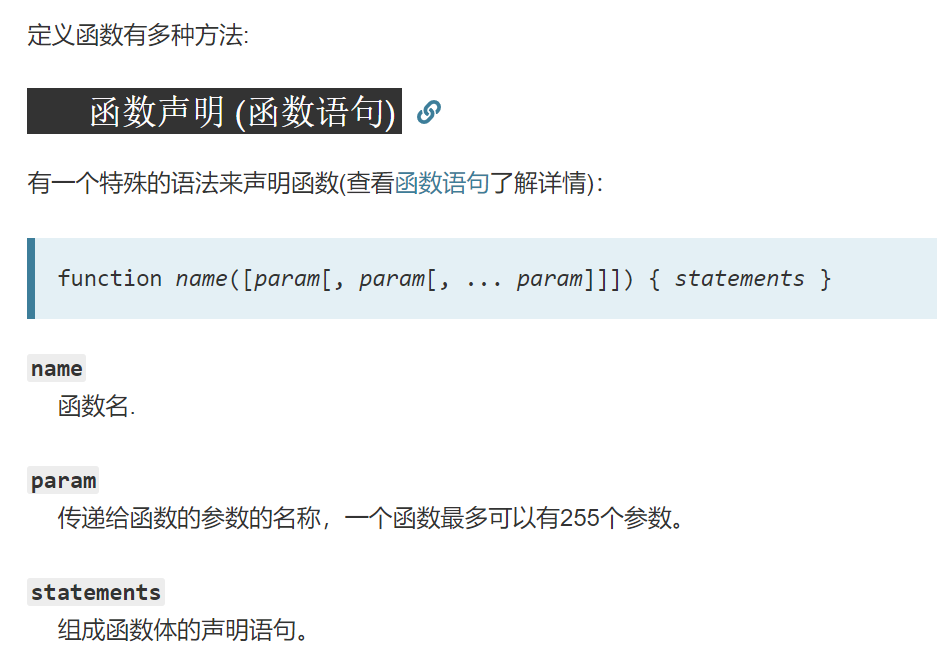 定义函数有多种方法:
函数声明 (函数语句)
有一个特殊的语法来声明函数(查看函数语句了解详情)：
function name([param[, param[, ... param]]]) { statements }
name
函数名.
param
传递给函数的参数的名称，一个函数最多可以有255个参数。
statements
组成函数体的声明语句。